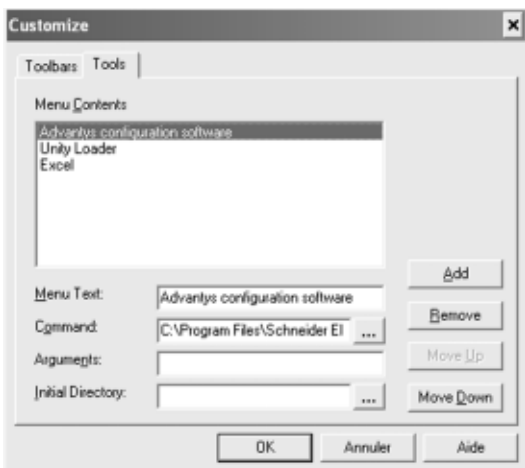 Customize
Toolbars Tools
Menu Contents
Advantys configuration software
Unity Loader
Excel
Add
Menu Text: Advantys configuration software
Remove
Command: C:\Program Files\Schneider El ...
Arguments:
Move Up
Initial Directory: ...
Move Down
OK Annuler Aide